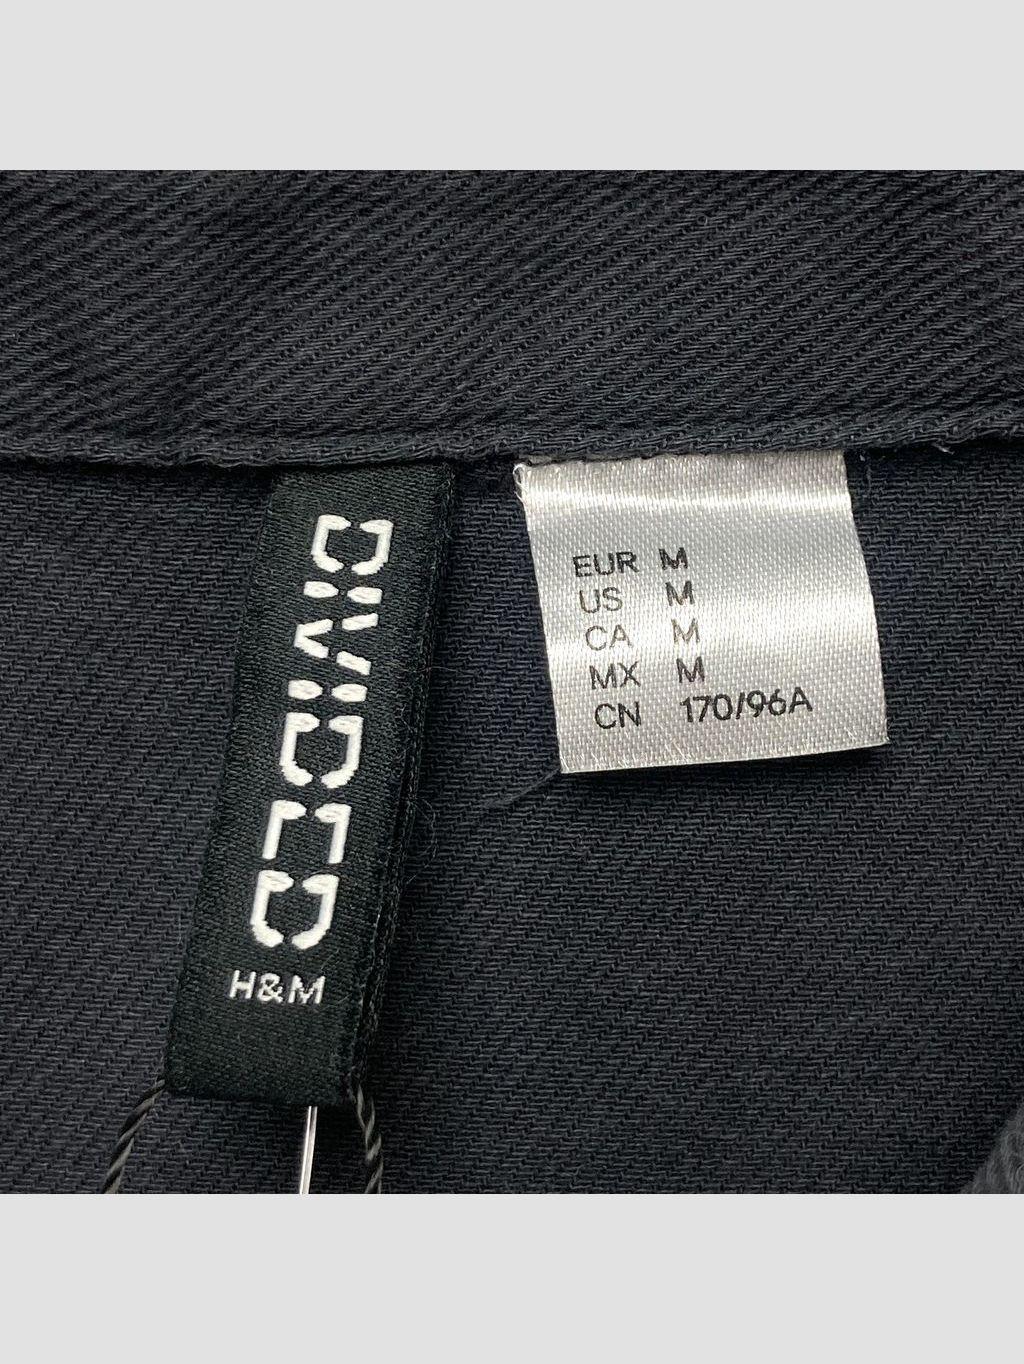 DIVIDED
H&M
EUR M
US M
CA M
MX M
CN 170/96A